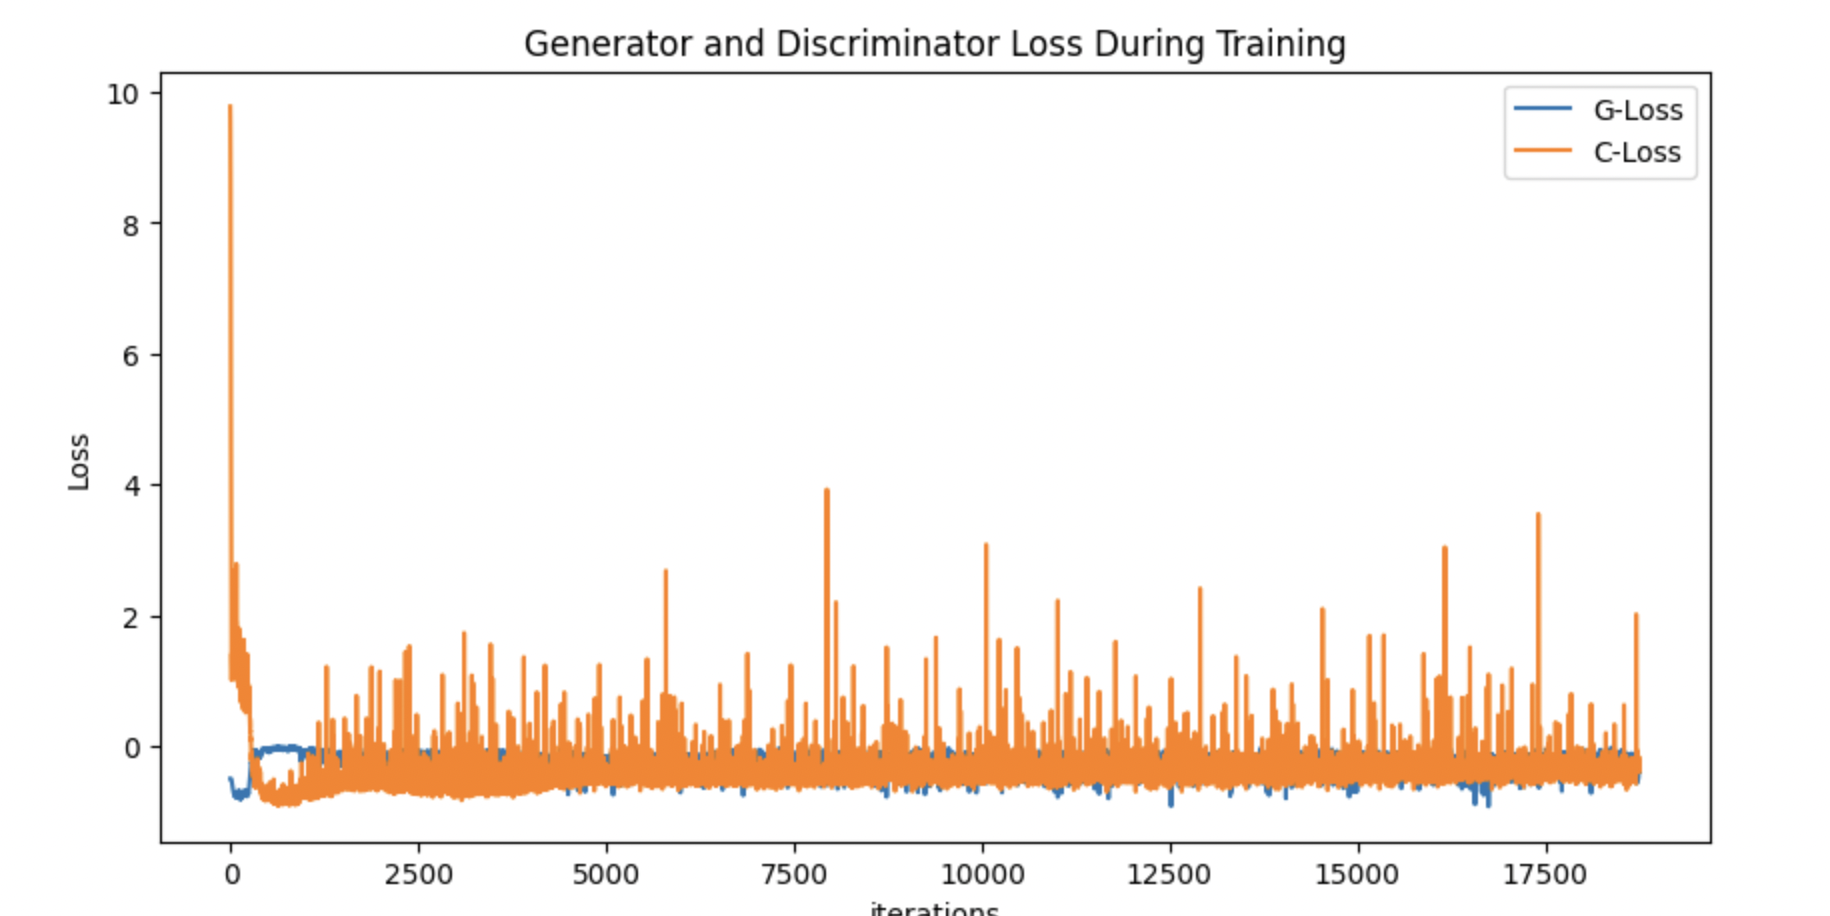 Generator and Discriminator Loss During Training
G-Loss
C-Loss
Loss
10
8
6
4
2
0
0 2500 5000 7500 10000 12500 15000 17500
iterations